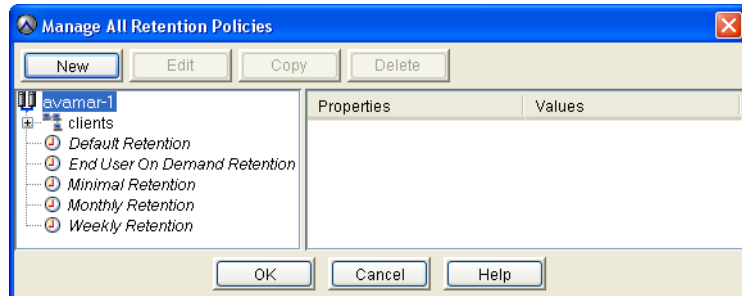 Manage All Retention Policies
New Edit Copy Delete
avamar-1
clients
Default Retention
End User On Demand Retention
Minimal Retention
Monthly Retention
Weekly Retention
Properties Values
OK Cancel Help